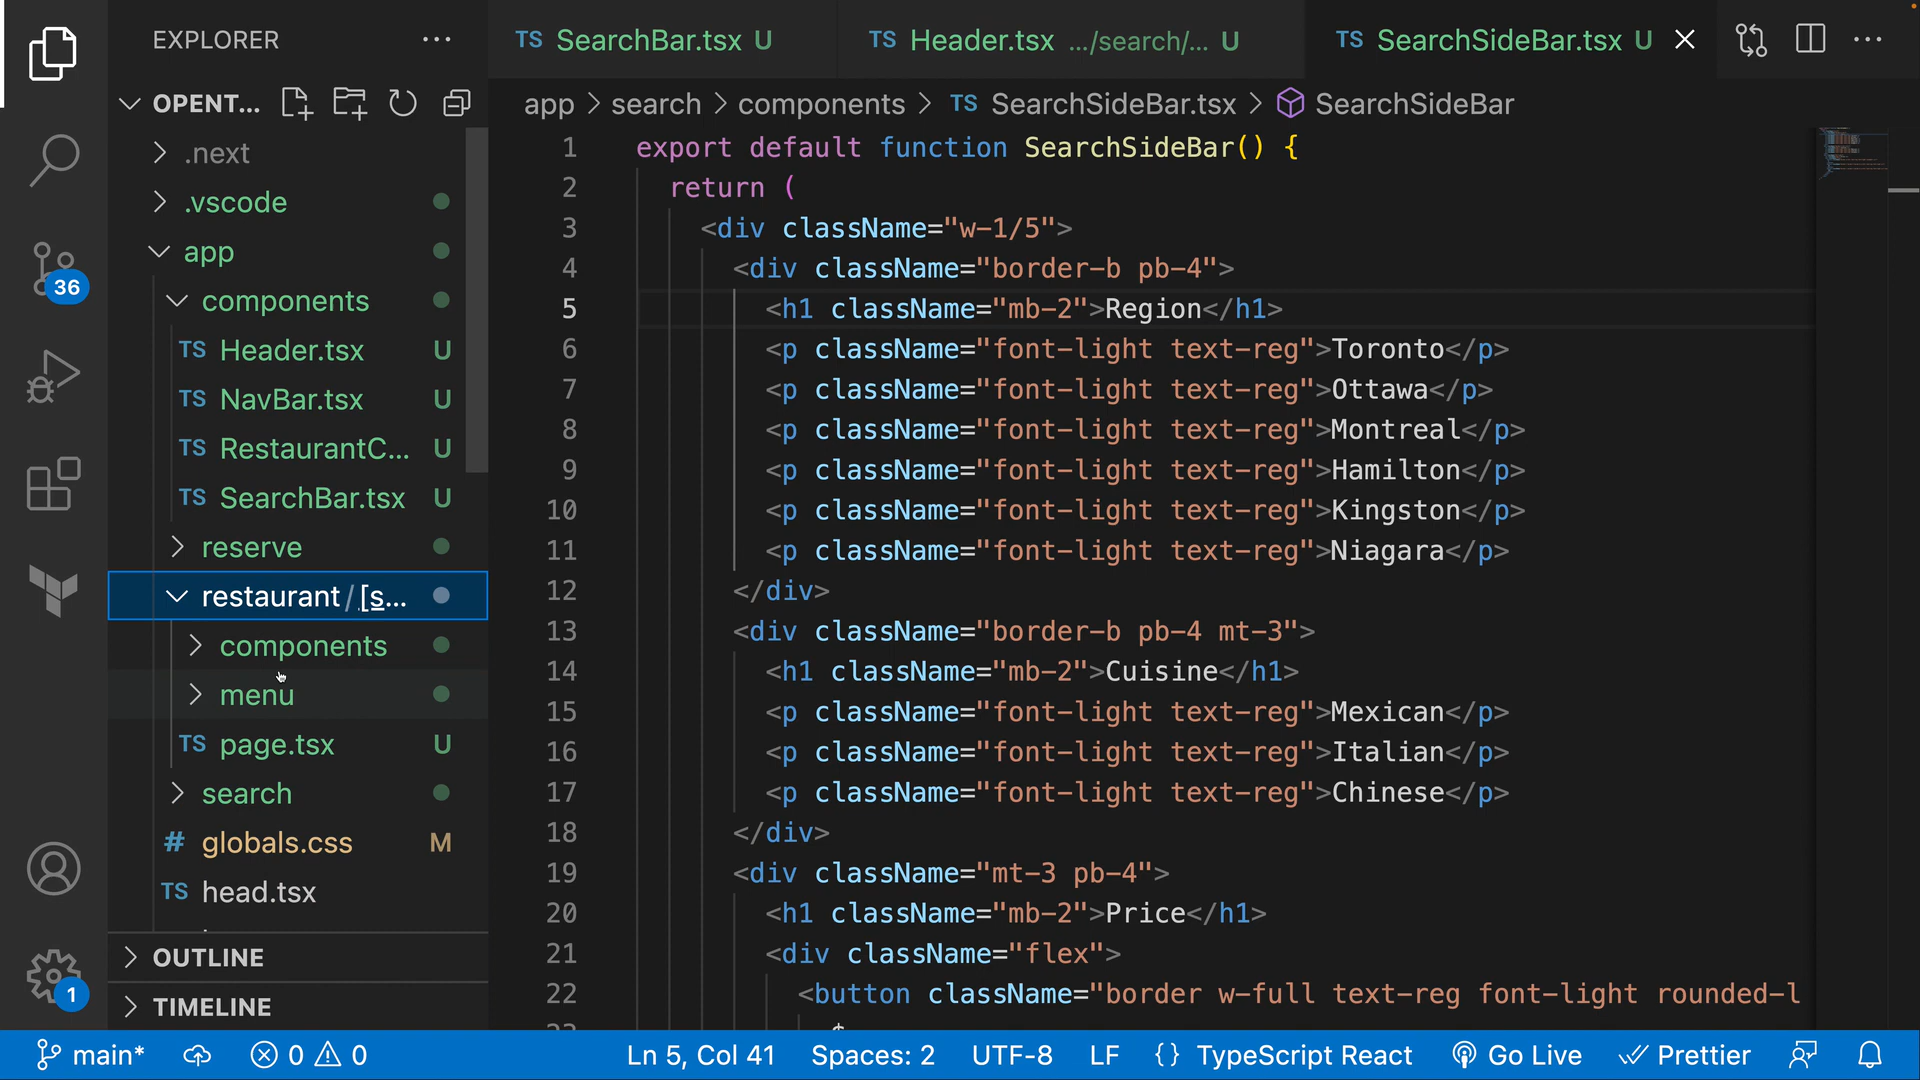 EXPLORER
TS SearchBar.tsx U
TS Header.tsx .../search/... U
TS SearchSideBar.tsx U
OPENT...
app > search > components > TS SearchSideBar.tsx > SearchSideBar
.next
.vscode
app
components
TS Header.tsx U
TS NavBar.tsx U
TS RestaurantC... U
TS SearchBar.tsx U
reserve
restaurant / [s...
components
menu
TS page.tsx U
search
# globals.css M
TS head.tsx
OUTLINE
TIMELINE
36
1
1 export default function SearchSideBar() {
2 return (
3 <div className="w-1/5">
4 <div className="border-b pb-4">
5 <h1 className="mb-2">Region</h1>
6 <p className="font-light text-reg">Toronto</p>
7 <p className="font-light text-reg">Ottawa</p>
8 <p className="font-light text-reg">Montreal</p>
9 <p className="font-light text-reg">Hamilton</p>
10 <p className="font-light text-reg">Kingston</p>
11 <p className="font-light text-reg">Niagara</p>
12 </div>
13 <div className="border-b pb-4 mt-3">
14 <h1 className="mb-2">Cuisine</h1>
15 <p className="font-light text-reg">Mexican</p>
16 <p className="font-light text-reg">Italian</p>
17 <p className="font-light text-reg">Chinese</p>
18 </div>
19 <div className="mt-3 pb-4">
20 <h1 className="mb-2">Price</h1>
21 <div className="flex">
22 <button className="border w-full text-reg font-light rounded-l
main* 0 0 Ln 5, Col 41 Spaces: 2 UTF-8 LF {} TypeScript React Go Live Prettier